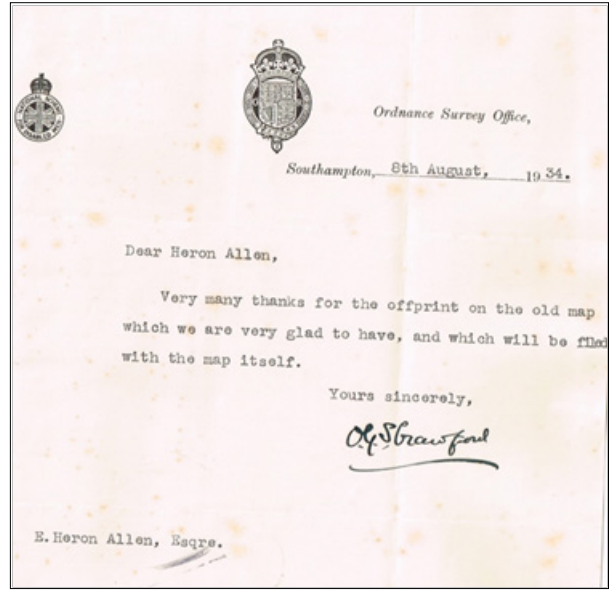 Ordnance Survey Office,
Southampton, 8th August, 1934.
Dear Heron Allen,
Very many thanks for the offprint on the old map
which we are very glad to have, and which will be filed
with the map itself.
Yours sincerely,
O.G.S. Crawford
E. Heron Allen, Esqre.